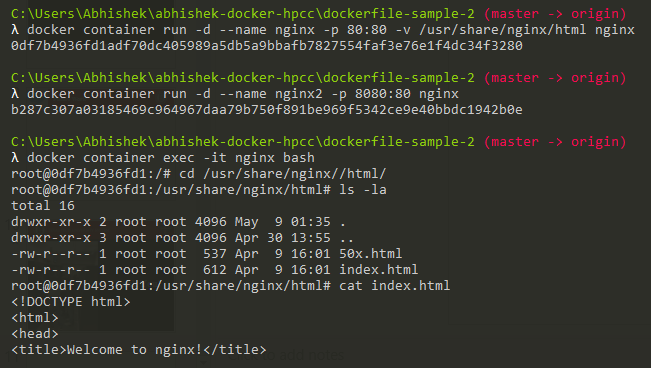 C:\Users\Abhishek\abhishek-docker-hpcc\dockerfile-sample-2 (master -> origin)
λ docker container run -d --name nginx -p 80:80 -v /usr/share/nginx/html nginx
0df7b4936fd1adf70dc405989a5db5a9bbafb7827554faf3e76e1f4dc34f3280
C:\Users\Abhishek\abhishek-docker-hpcc\dockerfile-sample-2 (master -> origin)
λ docker container run -d --name nginx2 -p 8080:80 nginx
b287c307a03185469c964967daa79b750f891be969f5342ce9e40bbdc1942b0e
C:\Users\Abhishek\abhishek-docker-hpcc\dockerfile-sample-2 (master -> origin)
λ docker container exec -it nginx bash
root@0df7b4936fd1:/# cd /usr/share/nginx//html/
root@0df7b4936fd1:/usr/share/nginx/html# ls -la
total 16
drwxr-xr-x 2 root root 4096 May  9 01:35 .
drwxr-xr-x 3 root root 4096 Apr 30 13:55 ..
-rw-r--r-- 1 root root  537 Apr  9 16:01 50x.html
-rw-r--r-- 1 root root  612 Apr  9 16:01 index.html
root@0df7b4936fd1:/usr/share/nginx/html# cat index.html
<!DOCTYPE html>
<html>
<head>
<title>Welcome to nginx!</title>